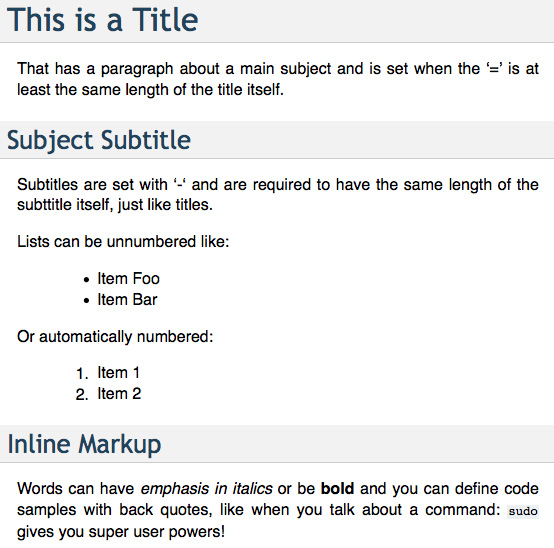 This is a Title
That has a paragraph about a main subject and is set when the ‘=’ is at
least the same length of the title itself.
Subject Subtitle
Subtitles are set with ‘-‘ and are required to have the same length of the
subttitle itself, just like titles.
Lists can be unnumbered like:
• Item Foo
• Item Bar
Or automatically numbered:
1. Item 1
2. Item 2
Inline Markup
Words can have emphasis in italics or be bold and you can define code
samples with back quotes, like when you talk about a command: sudo
gives you super user powers!